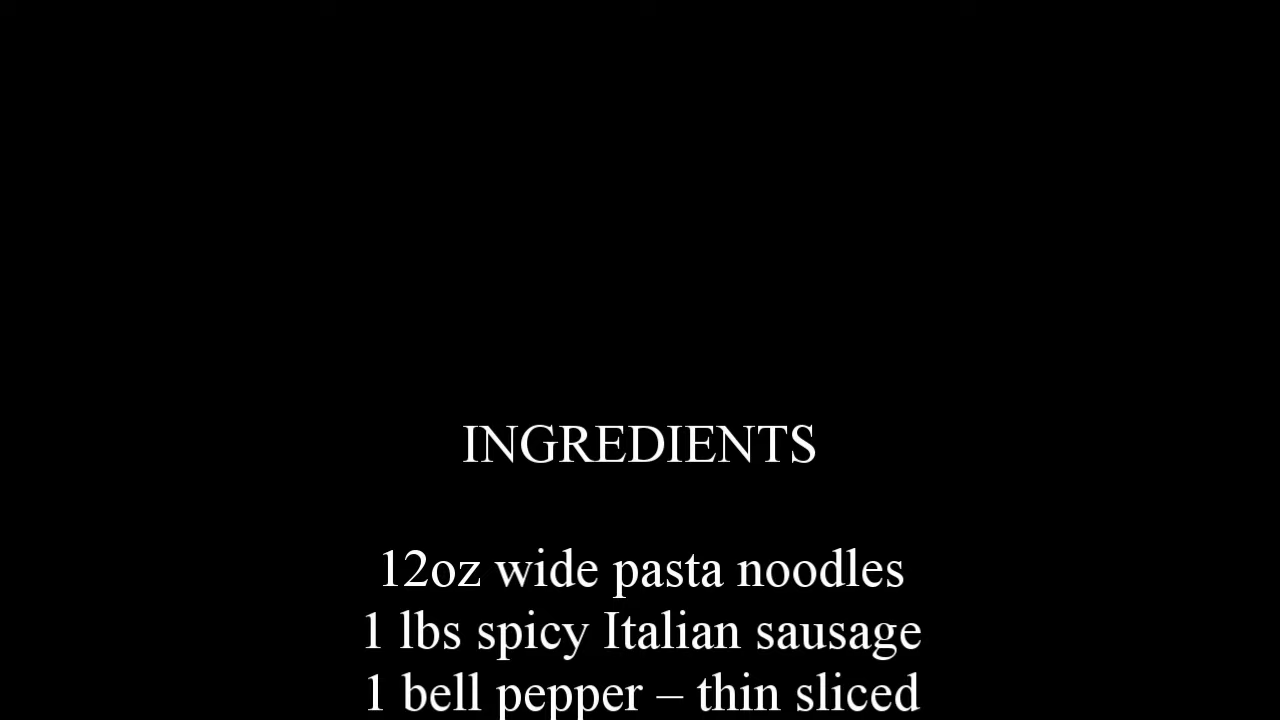 INGREDIENTS
12oz wide pasta noodles
1 lbs spicy Italian sausage
1 bell pepper – thin sliced